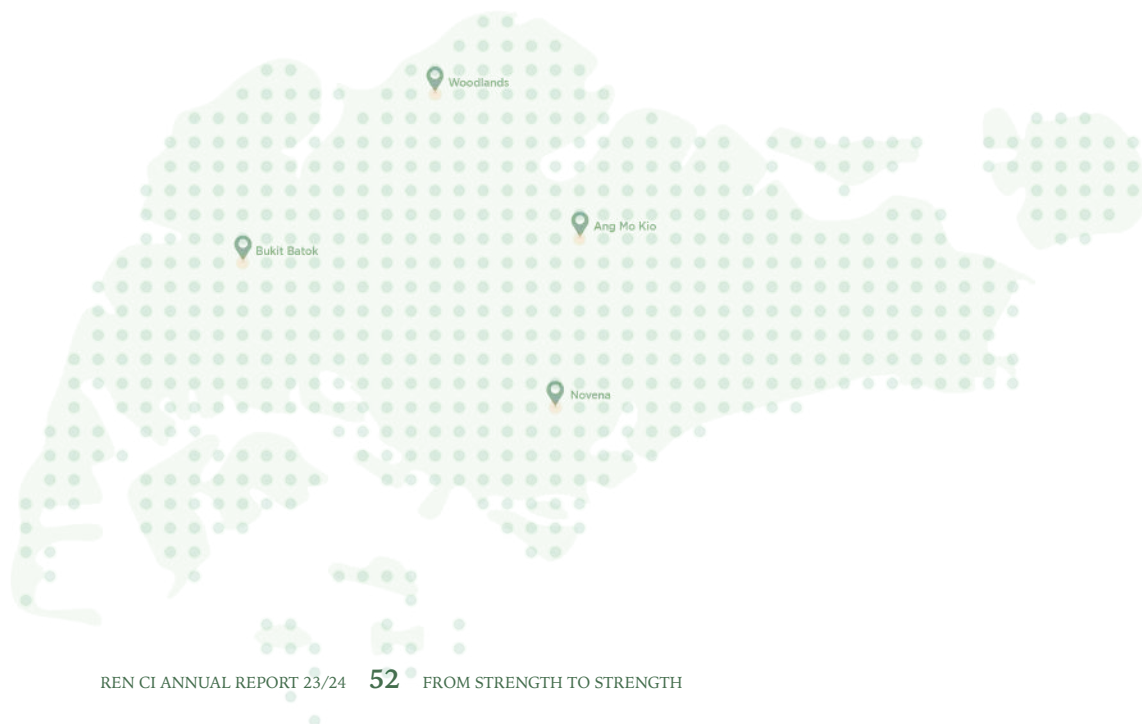 Woodlands
Ang Mo Kio
Bukit Batok
Novena
REN CI ANNUAL REPORT 23/24 52 FROM STRENGTH TO STRENGTH